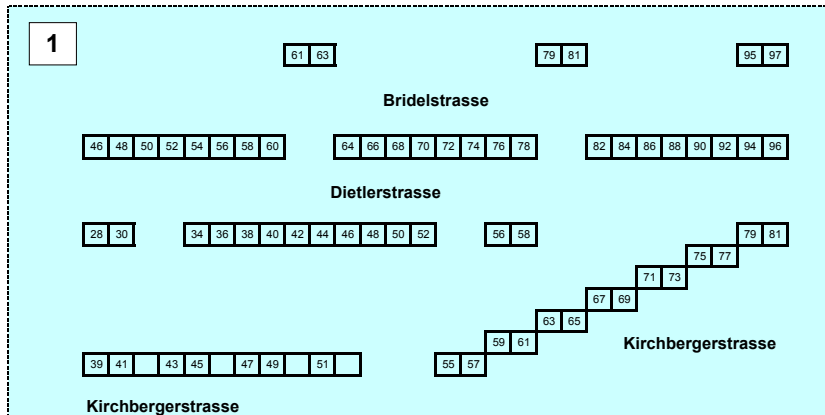 1
61 63 79 81 95 97
Bridelstrasse
46 48 50 52 54 56 58 60 64 66 68 70 72 74 76 78 82 84 86 88 90 92 94 96
Dietlerstrasse
28 30 34 36 38 40 42 44 46 48 50 52 56 58 79 81
75 77
71 73
67 69
63 65
59 61 Kirchbergerstrasse
39 41 43 45 47 49 51 55 57
Kirchbergerstrasse